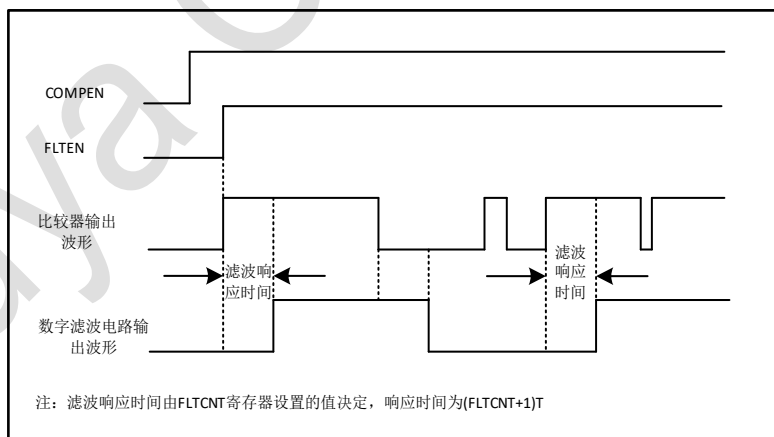 COMPEN
FLTEN
比较器输出
波形
滤波响
应时间
滤波
响应
时间
数字滤波电路输
出波形
注：滤波响应时间由FLTCNT寄存器设置的值决定，响应时间为(FLTCNT+1)T